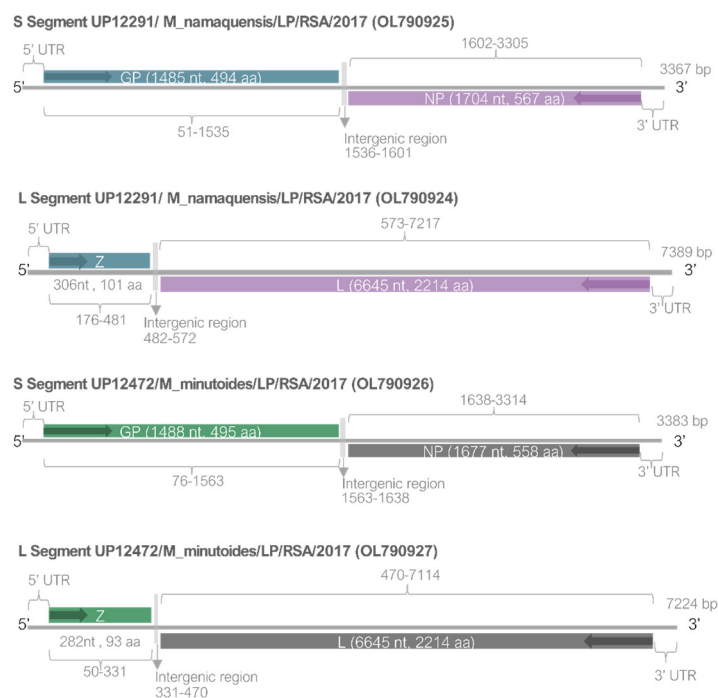 S Segment UP12291/ M_namaquensis/LP/RSA/2017 (OL790925)
5' UTR
1602-3305
GP (1485 nt, 494 aa)
3367 bp
5'
3'
NP (1704 nt, 567 aa)
51-1535
3' UTR
Intergenic region
1536-1601
L Segment UP12291/ M_namaquensis/LP/RSA/2017 (OL790924)
573-7217
5' UTR
7389 bp
Z
5'
3'
306nt , 101 aa
L (6645 nt, 2214 aa)
3' UTR
176-481
Intergenic region
482-572
S Segment UP12472/M_minutoides/LP/RSA/2017 (OL790926)
1638-3314
5' UTR
3383 bp
GP (1488 nt, 495 aa)
5'
3'
NP (1677 nt, 558 aa)
3' UTR
76-1563
Intergenic region
1563-1638
L Segment UP12472/M_minutoides/LP/RSA/2017 (OL790927)
470-7114
5' UTR
7224 bp
Z
5'
3'
282nt , 93 aa
L (6645 nt, 2214 aa)
50-331
3' UTR
Intergenic region
331-470